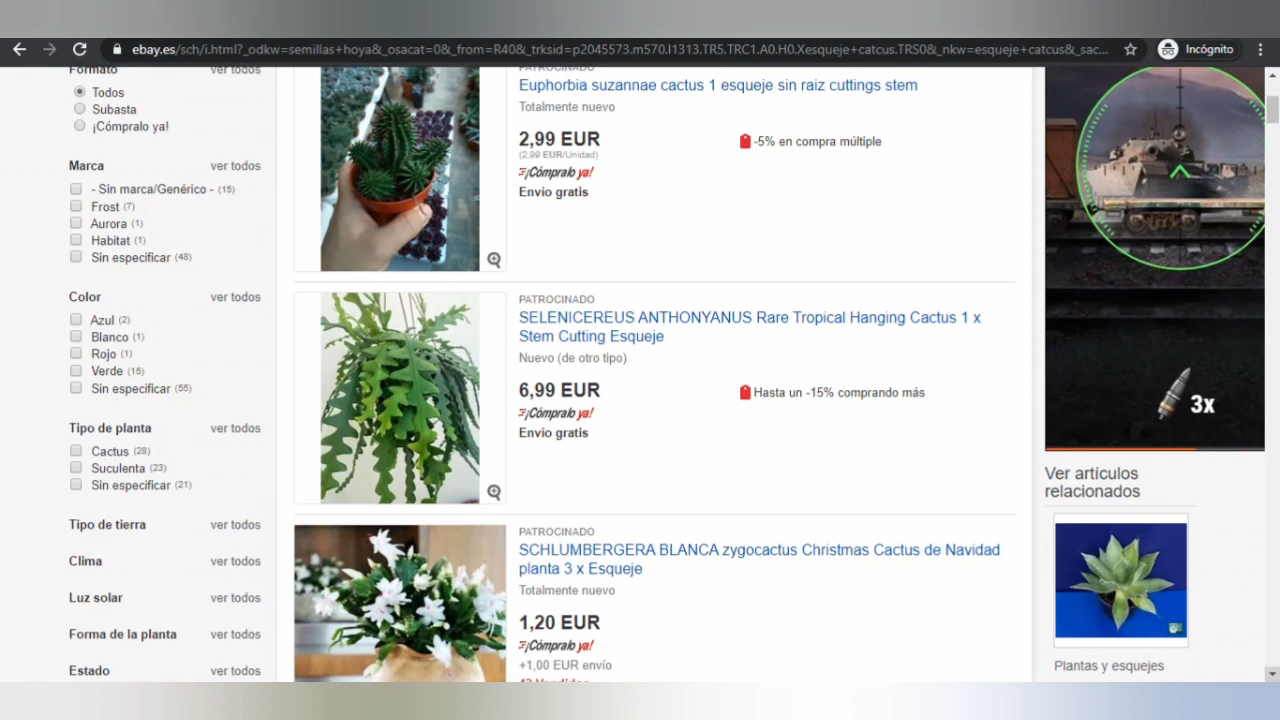 ebay.es/sch/i.html?_odkw=semillas+hoya&_osacat=0&_from=R40&_trksid=p2045573.m570.l1313.TR5.TRC1.A0.H0.Xesqueje+catcus.TRS0&_nkw=esqueje+catcus&_sac...
Incógnito
Formato ver todos
Todos
Subasta
¡Cómpralo ya!
Marca ver todos
- Sin marca/Genérico - (15)
Frost (7)
Aurora (1)
Habitat (1)
Sin especificar (48)
Color ver todos
Azul (2)
Blanco (1)
Rojo (1)
Verde (15)
Sin especificar (55)
Tipo de planta ver todos
Cactus (28)
Suculenta (23)
Sin especificar (21)
Tipo de tierra ver todos
Clima ver todos
Luz solar ver todos
Forma de la planta ver todos
Estado ver todos
PATROCINADO
Euphorbia suzannae cactus 1 esqueje sin raiz cuttings stem
Totalmente nuevo
2,99 EUR
-5% en compra múltiple
(2,99 EUR/Unidad)
¡Cómpralo ya!
Envío gratis
PATROCINADO
SELENICEREUS ANTHONYANUS Rare Tropical Hanging Cactus 1 x
Stem Cutting Esqueje
Nuevo (de otro tipo)
6,99 EUR
Hasta un -15% comprando más
¡Cómpralo ya!
Envío gratis
PATROCINADO
SCHLUMBERGERA BLANCA zygocactus Christmas Cactus de Navidad
planta 3 x Esqueje
Totalmente nuevo
1,20 EUR
¡Cómpralo ya!
+1,00 EUR envío
3x
Ver artículos
relacionados
Plantas y esquejes